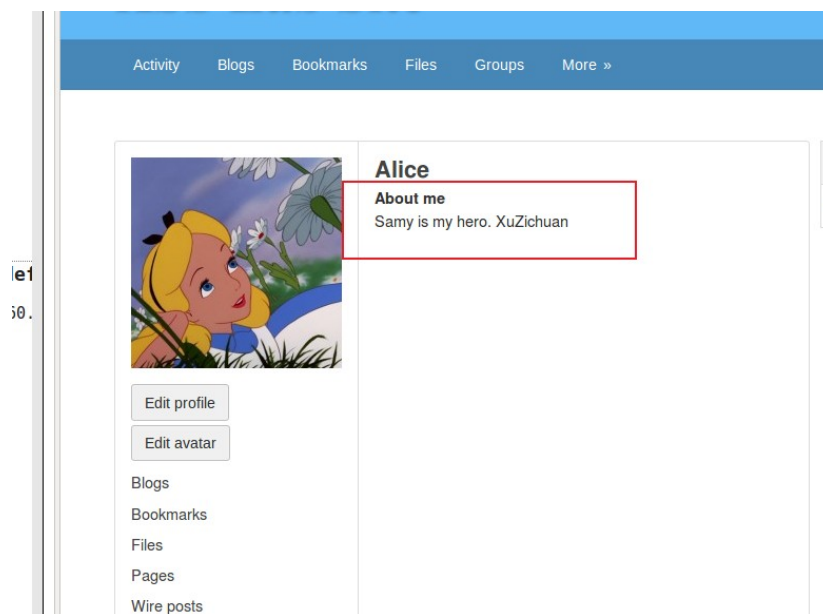 Activity Blogs Bookmarks Files Groups More »
Alice
About me
Samy is my hero. XuZichuan
Edit profile
Edit avatar
Blogs
Bookmarks
Files
Pages
Wire posts